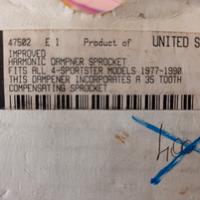 47502 E 1 Product of UNITED S
IMPROVED
HARMONIC DAMPNER SPROCKET
FITS ALL 4-SPORTSTER MODELS 1977-1990
THIS DAMPENER INCORPORATES A 35 TOOTH
COMPENSATING SPROCKET